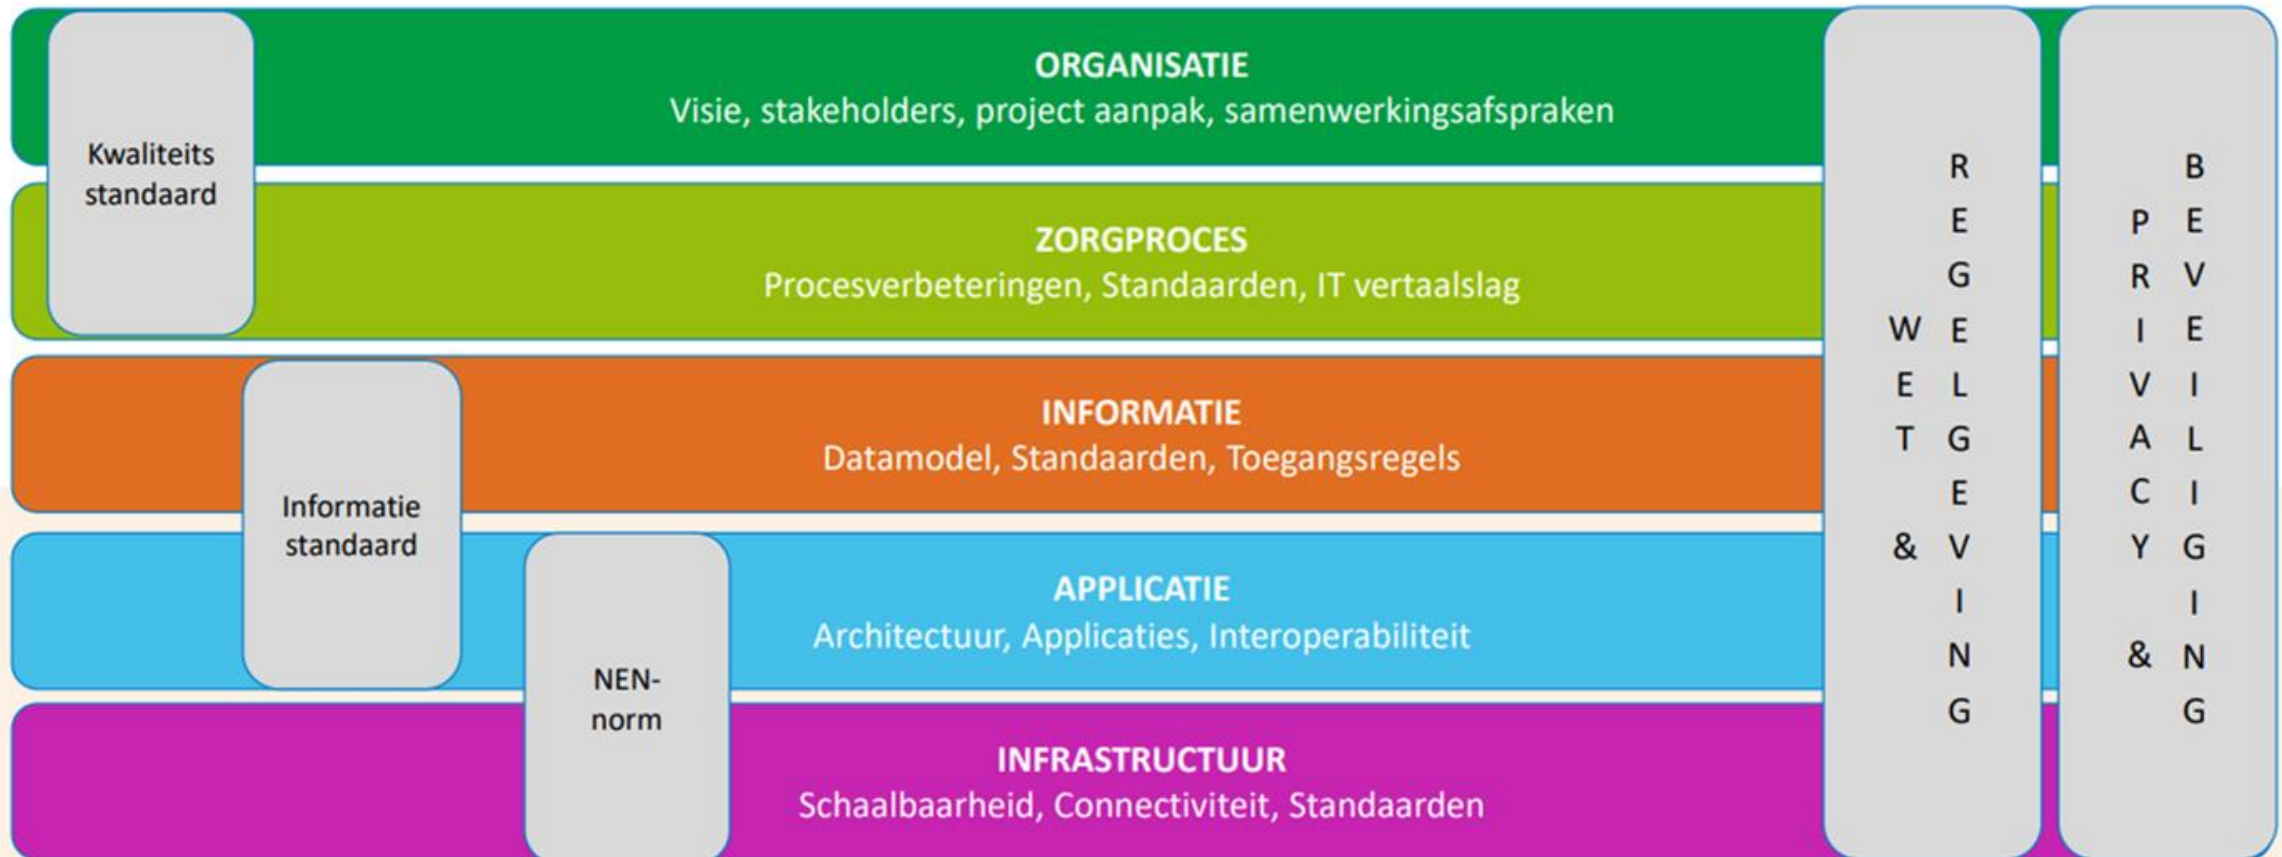 Kwaliteits
standaard
ORGANISATIE
Visie, stakeholders, project aanpak, samenwerkingsafspraken
ZORGPROCES
Procesverbeteringen, Standaarden, IT vertaalslag
Informatie
standaard
INFORMATIE
Datamodel, Standaarden, Toegangsregels
NEN-
norm
APPLICATIE
Architectuur, Applicaties, Interoperabiliteit
INFRASTRUCTUUR
Schaalbaarheid, Connectiviteit, Standaarden
WET &
REGELGEVING
PRIVACY &
BEVEILIGING